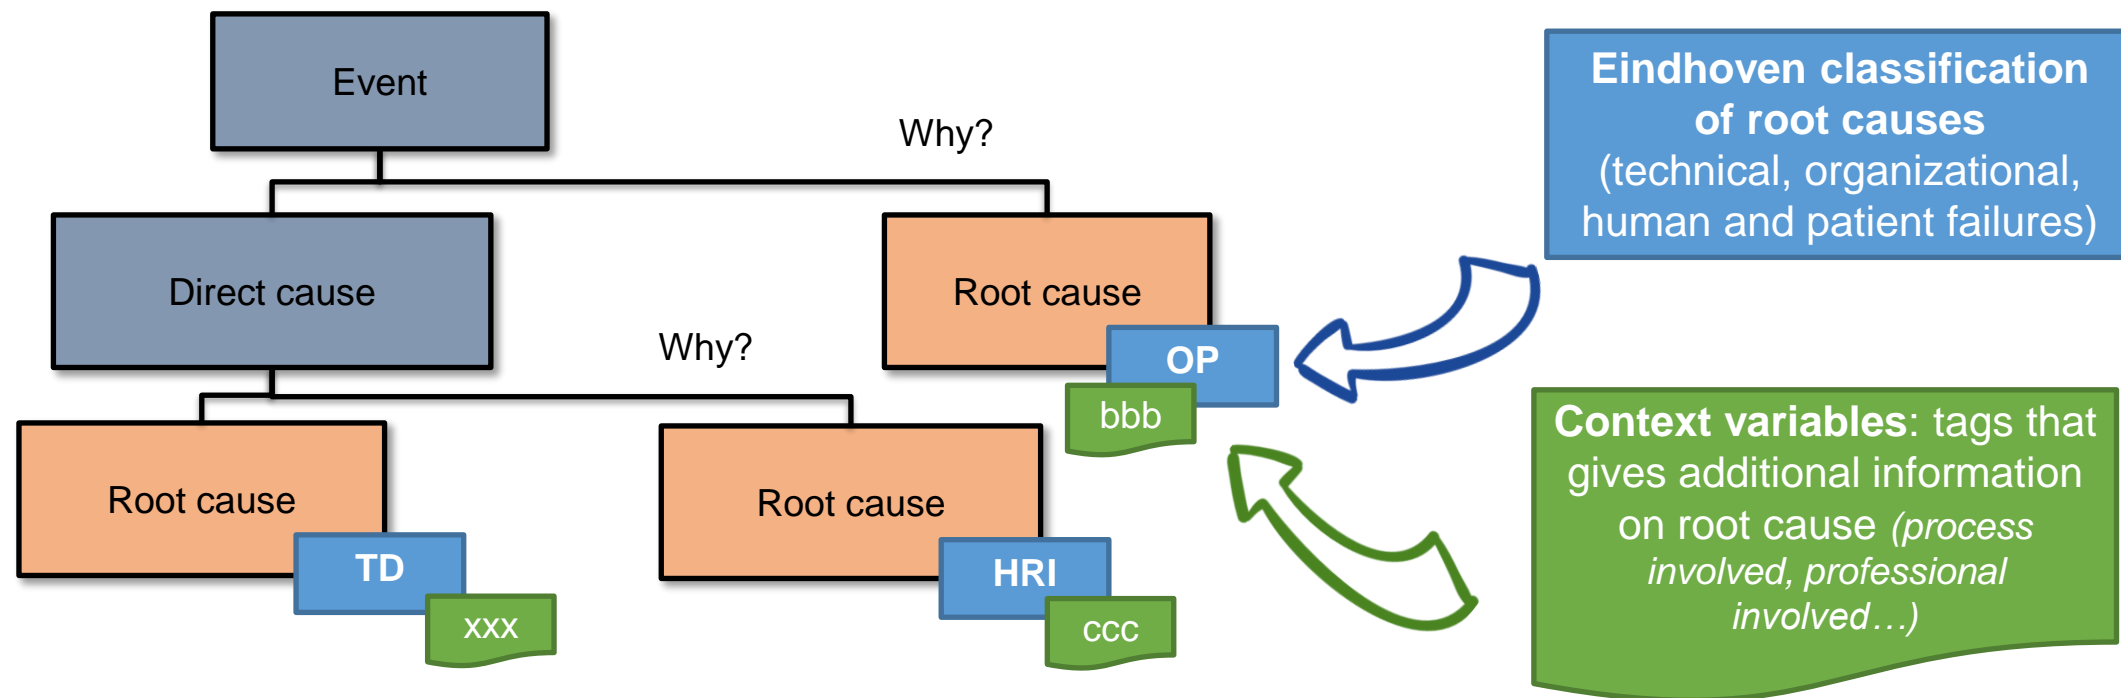 Event
Why?
Eindhoven classification
of root causes
(technical, organizational,
human and patient failures)
Direct cause
Root cause
Why?
OP
bbb
Root cause
TD
xxx
Root cause
HRI
ccc
Context variables: tags that
gives additional information
on root cause (process
involved, professional
involved…)